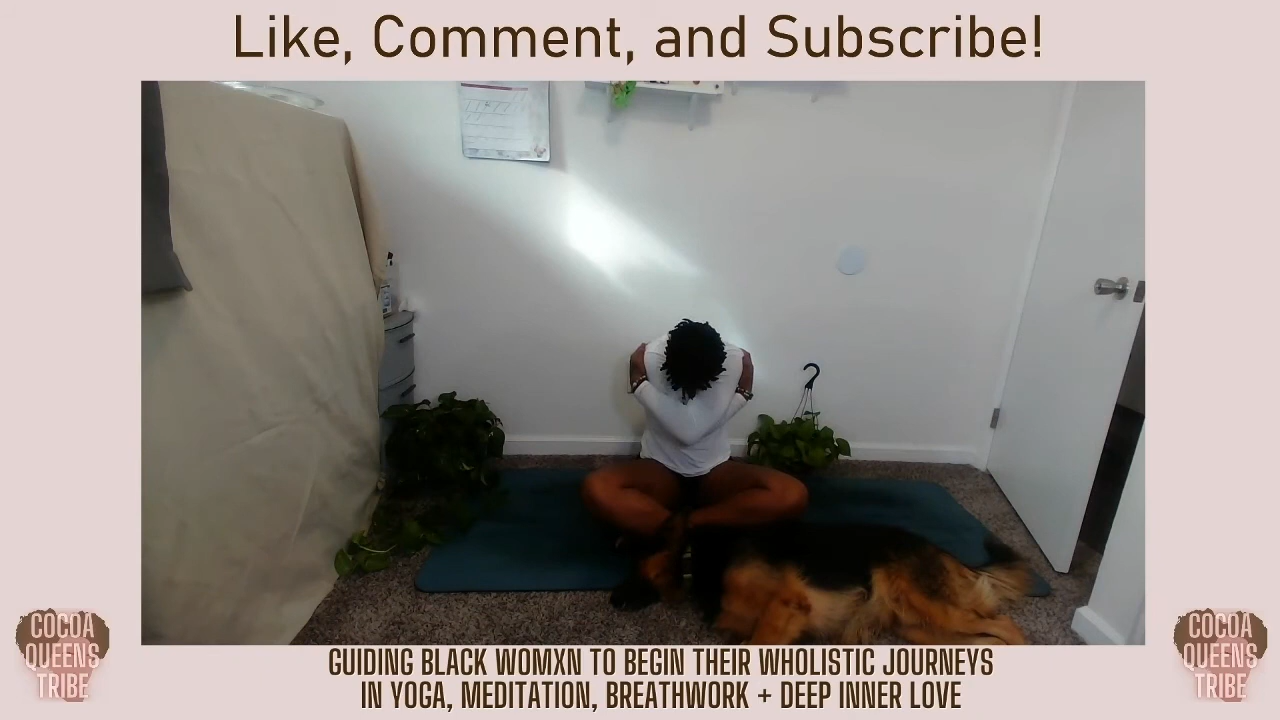 Like, Comment, and Subscribe!
GUIDING BLACK WOMXN TO BEGIN THEIR WHOLISTIC JOURNEYS
IN YOGA, MEDITATION, BREATHWORK + DEEP INNER LOVE
COCOA
QUEENS
TRIBE
COCOA
QUEENS
TRIBE